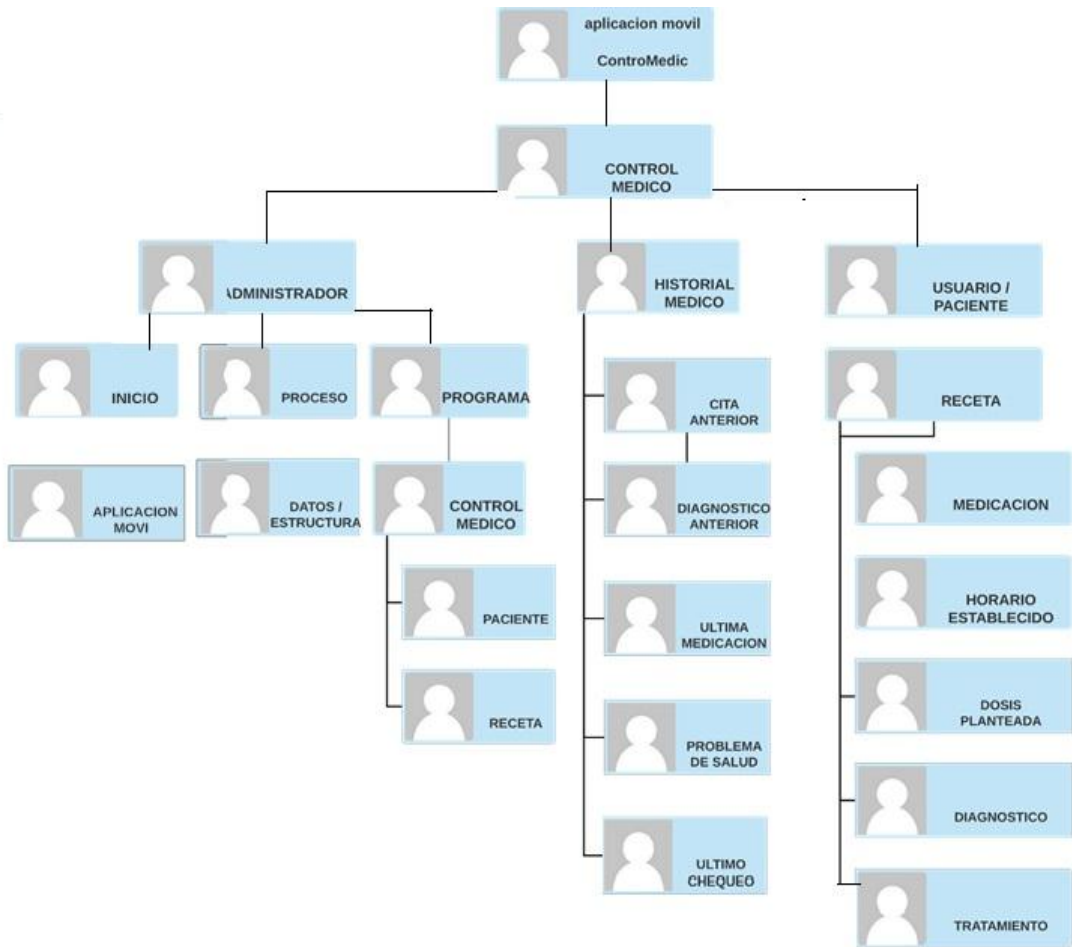 aplicacion movil
ControMedic
CONTROL
MEDICO
ADMINISTRADOR
HISTORIAL
MEDICO
USUARIO /
PACIENTE
INICIO
PROCESO
PROGRAMA
APLICACION
MOVI
DATOS /
ESTRUCTURA
CONTROL
MEDICO
PACIENTE
RECETA
CITA
ANTERIOR
DIAGNOSTICO
ANTERIOR
ULTIMA
MEDICACION
PROBLEMA
DE SALUD
ULTIMO
CHEQUEO
RECETA
MEDICACION
HORARIO
ESTABLECIDO
DOSIS
PLANTEADA
DIAGNOSTICO
TRATAMIENTO